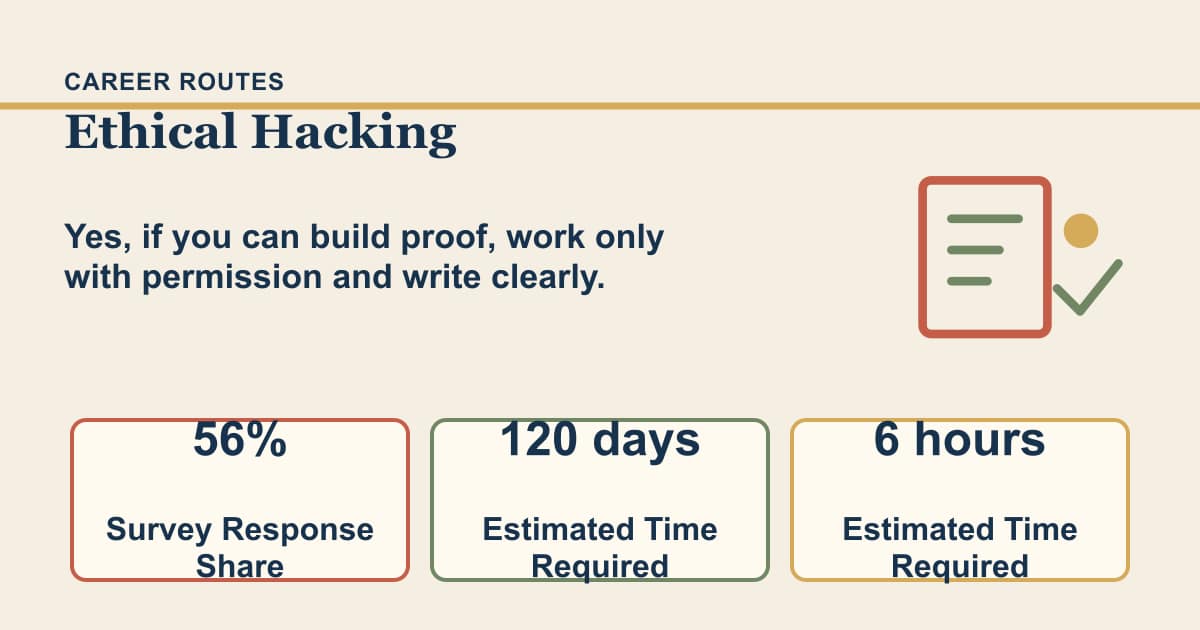 CAREER ROUTES
Ethical Hacking
Yes, if you can build proof, work only
with permission and write clearly.
56%
Survey Response
Share
120 days
Estimated Time
Required
6 hours
Estimated Time
Required